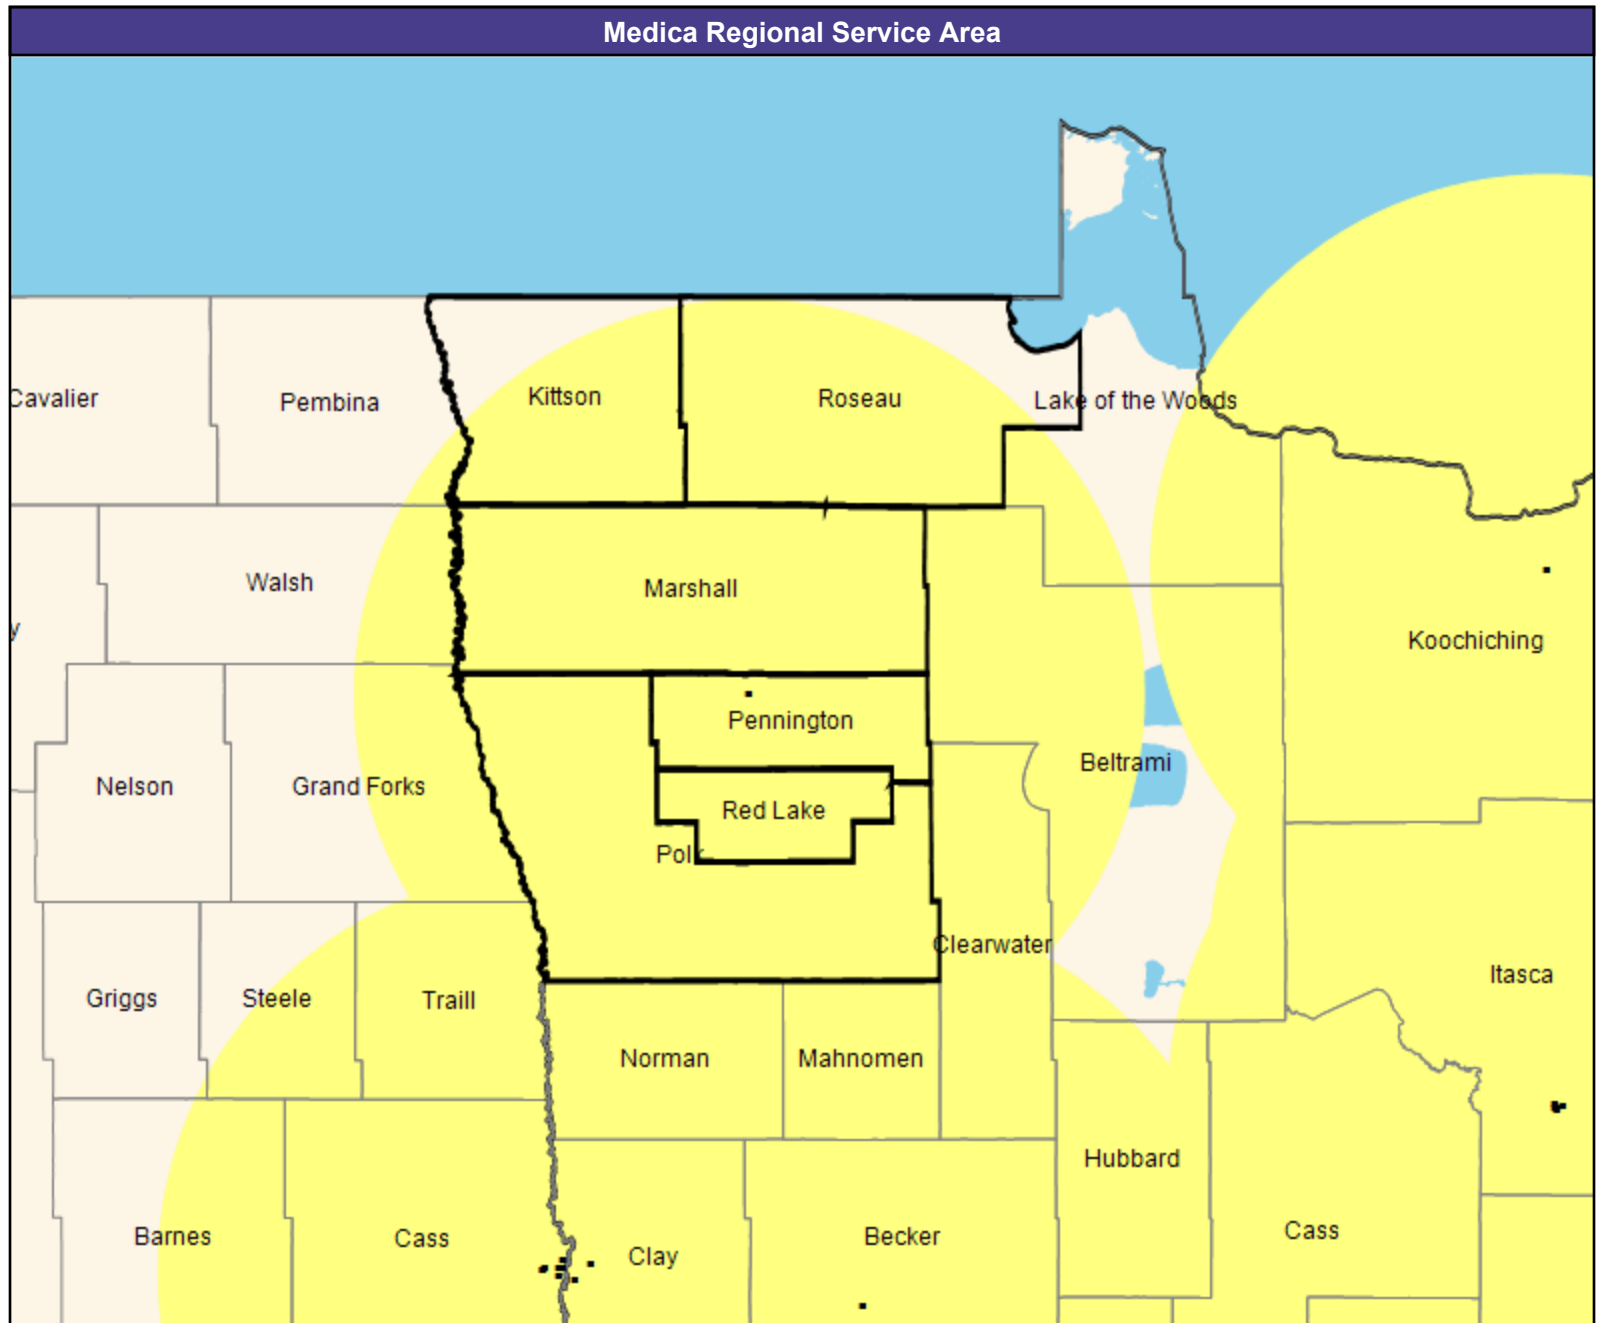 Medica Regional Service Area
Kittson
Cavalier
Pembina
Roseau
Lake of the Woods
Walsh
Marshall
y
Koochiching
Pennington
Beltrami
Nelson
Grand Forks
Red Lake
Polk
Clearwater
Itasca
Griggs
Steele
Traill
Norman
Mahnomen
Hubbard
Barnes
Cass
Clay
Becker
Cass